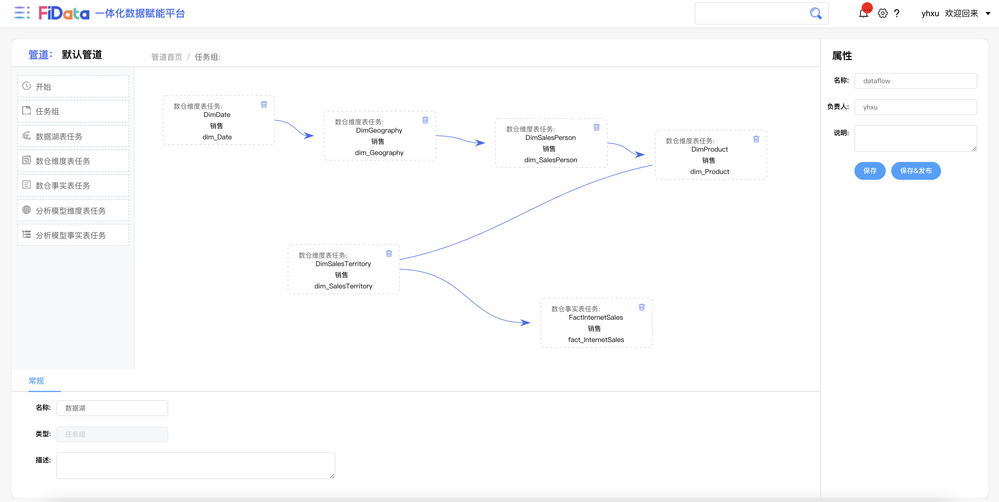 FiData 一体化数据赋能平台
yhxu 欢迎回来
管道: 默认管道
管道首页 / 任务组:
开始
任务组
数据湖表任务
数仓维度表任务
数仓事实表任务
分析模型维度表任务
分析模型事实表任务
数仓维度表任务:
DimDate
销售
dim_Date
数仓维度表任务:
DimGeography
销售
dim_Geography
数仓维度表任务:
DimSalesPerson
销售
dim_SalesPerson
数仓维度表任务:
DimProduct
销售
dim_Product
数仓维度表任务:
DimSalesTerritory
销售
dim_SalesTerritory
数仓事实表任务:
FactInternetSales
销售
fact_InternetSales
常规
名称: 数据湖
类型: 任务组
描述:
属性
名称: dataflow
负责人: yhxu
说明:
保存 保存&发布